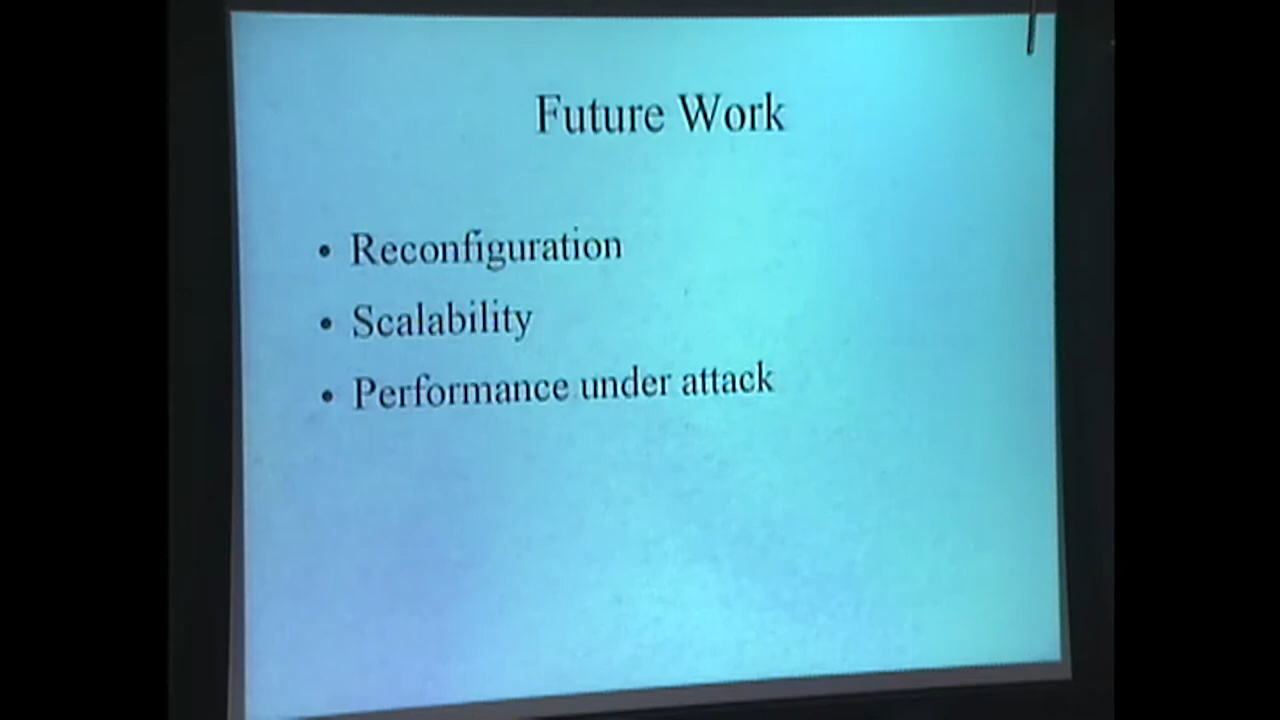 Future Work
• Reconfiguration
• Scalability
• Performance under attack